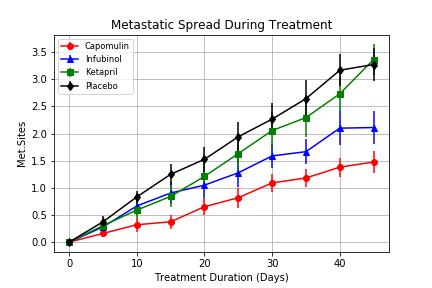 Metastatic Spread During Treatment
Capomulin
Infubinol
Ketapril
Placebo
Met.Sites
3.5
3.0
2.5
2.0
1.5
1.0
0.5
0.0
0 10 20 30 40
Treatment Duration (Days)